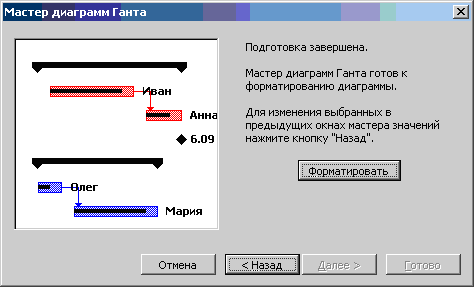 Мастер диаграмм Ганта
Иван
Анна
6.09
Олег
Мария
Подготовка завершена.
Мастер диаграмм Ганта готов к
форматированию диаграммы.
Для изменения выбранных в
предыдущих окнах мастера значений
нажмите кнопку "Назад".
Форматировать
Отмена
< Назад
Далее >
Готово